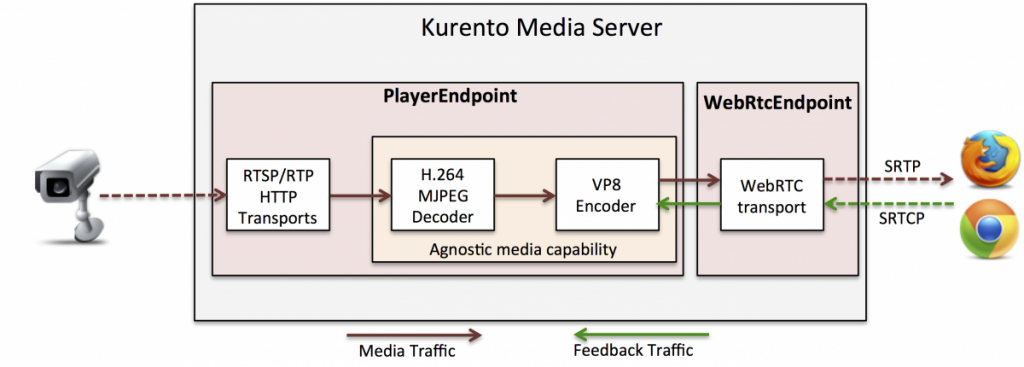 Kurento Media Server
PlayerEndpoint
WebRtcEndpoint
RTSP/RTP
HTTP
Transports
H.264
MJPEG
Decoder
VP8
Encoder
Agnostic media capability
WebRTC
transport
SRTP
SRTCP
Media Traffic
Feedback Traffic